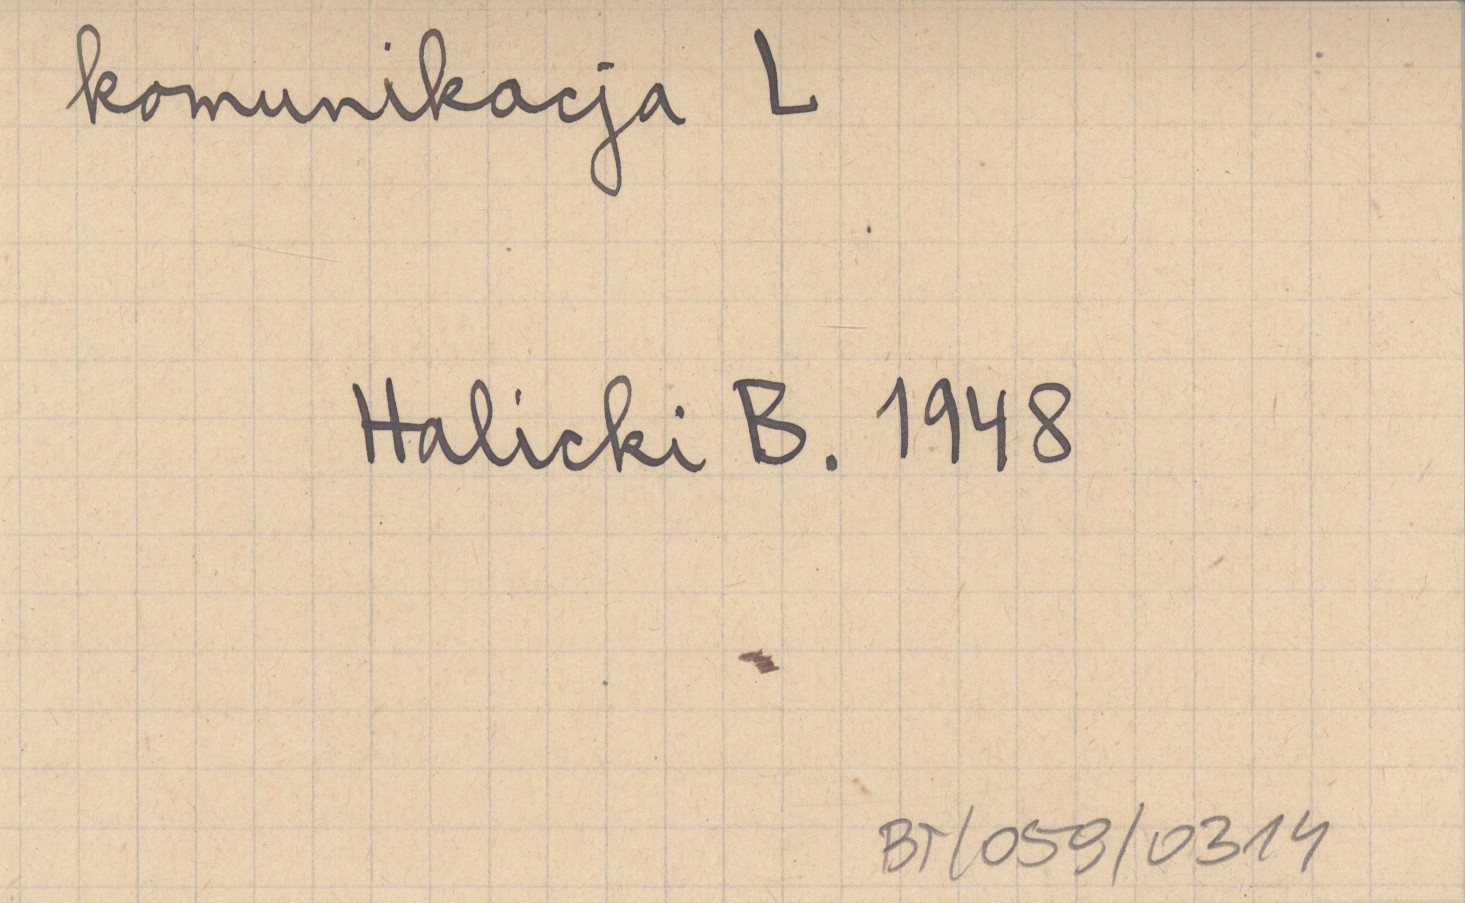 komunikacja L
Halicki B. 1948
BT/059/0314